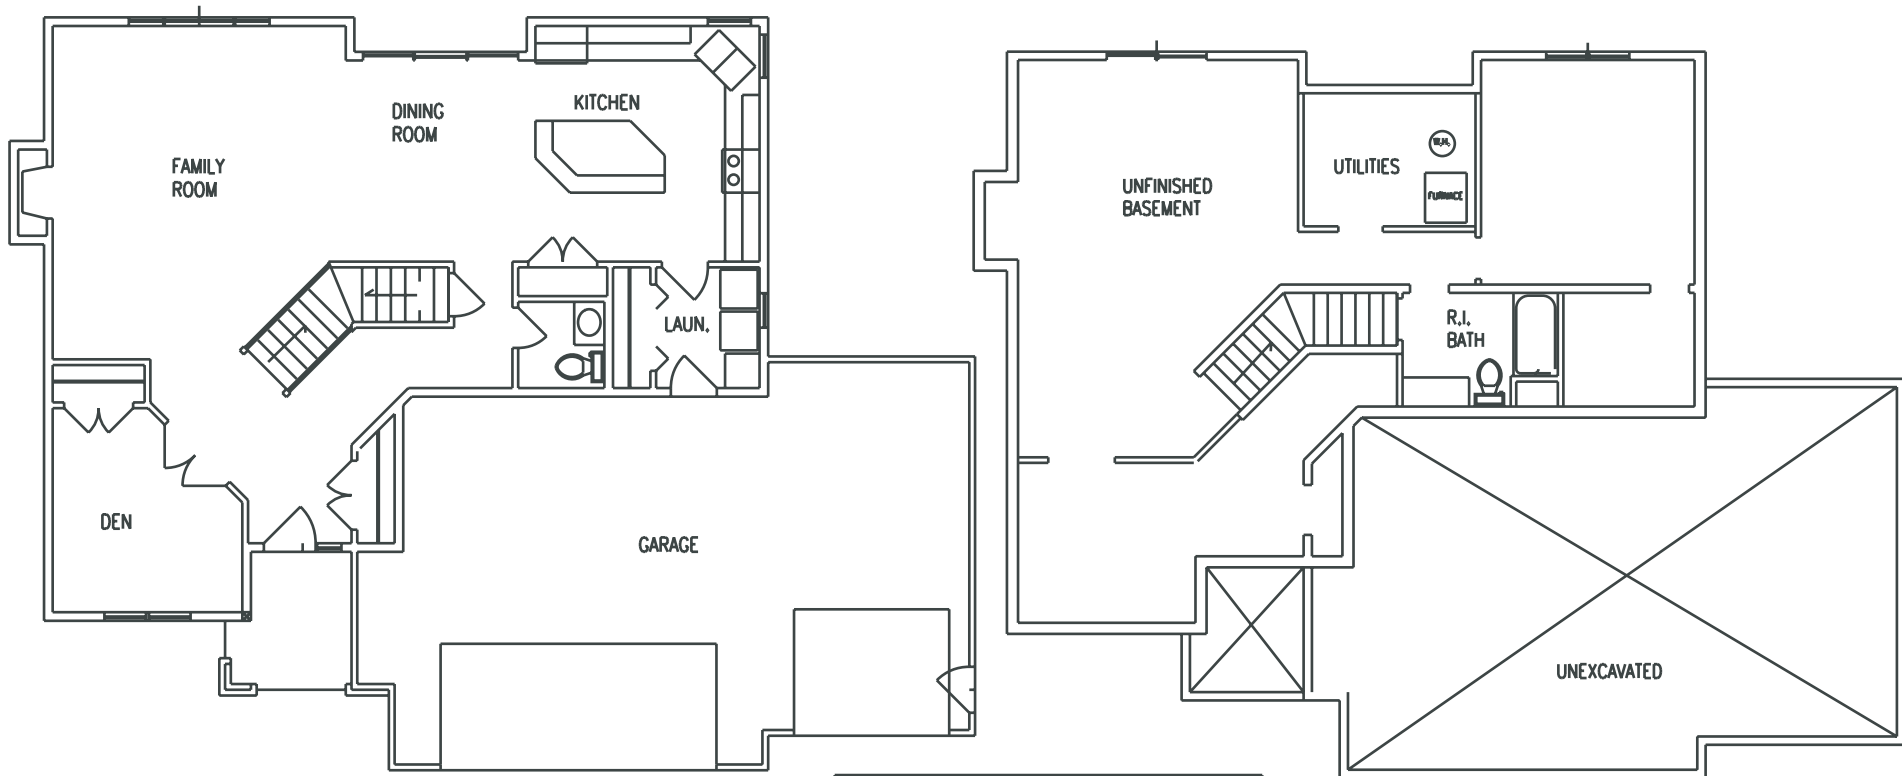 KITCHEN
DINING
ROOM
FAMILY
ROOM
LAUN.
DEN
GARAGE
W.H.
UTILITIES
FURNACE
UNFINISHED
BASEMENT
R.I.
BATH
UNEXCAVATED